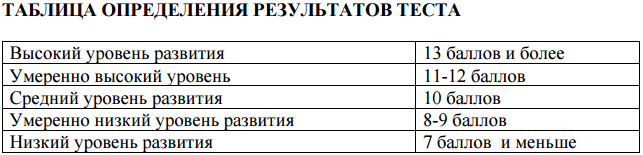 ТАБЛИЦА ОПРЕДЕЛЕНИЯ РЕЗУЛЬТАТОВ ТЕСТА
Высокий уровень развития 13 баллов и более
Умеренно высокий уровень 11-12 баллов
Средний уровень развития 10 баллов
Умеренно низкий уровень развития 8-9 баллов
Низкий уровень развития 7 баллов и меньше